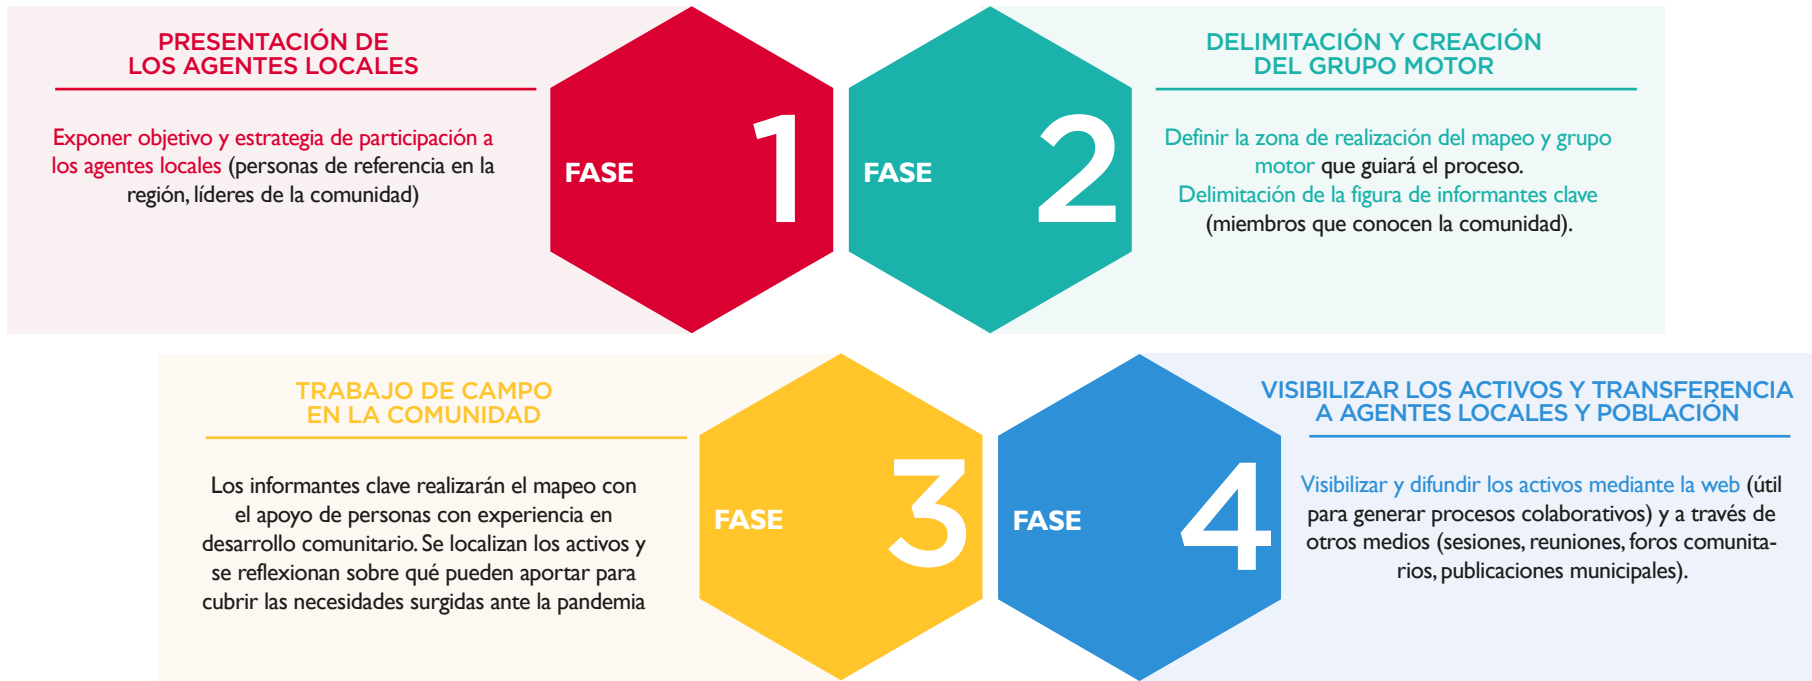 PRESENTACIÓN DE
LOS AGENTES LOCALES
Exponer objetivo y estrategia de participación a
los agentes locales (personas de referencia en la
región, líderes de la comunidad)
FASE 1
FASE 2
DELIMITACIÓN Y CREACIÓN
DEL GRUPO MOTOR
Definir la zona de realización del mapeo y grupo
motor que guiará el proceso.
Delimitación de la figura de informantes clave
(miembros que conocen la comunidad).
TRABAJO DE CAMPO
EN LA COMUNIDAD
Los informantes clave realizarán el mapeo con
el apoyo de personas con experiencia en
desarrollo comunitario. Se localizan los activos y
se reflexionan sobre qué pueden aportar para
cubrir las necesidades surgidas ante la pandemia
FASE 3
FASE 4
VISIBILIZAR LOS ACTIVOS Y TRANSFERENCIA
A AGENTES LOCALES Y POBLACIÓN
Visibilizar y difundir los activos mediante la web (útil
para generar procesos colaborativos) y a través de
otros medios (sesiones, reuniones, foros comunita-
rios, publicaciones municipales).